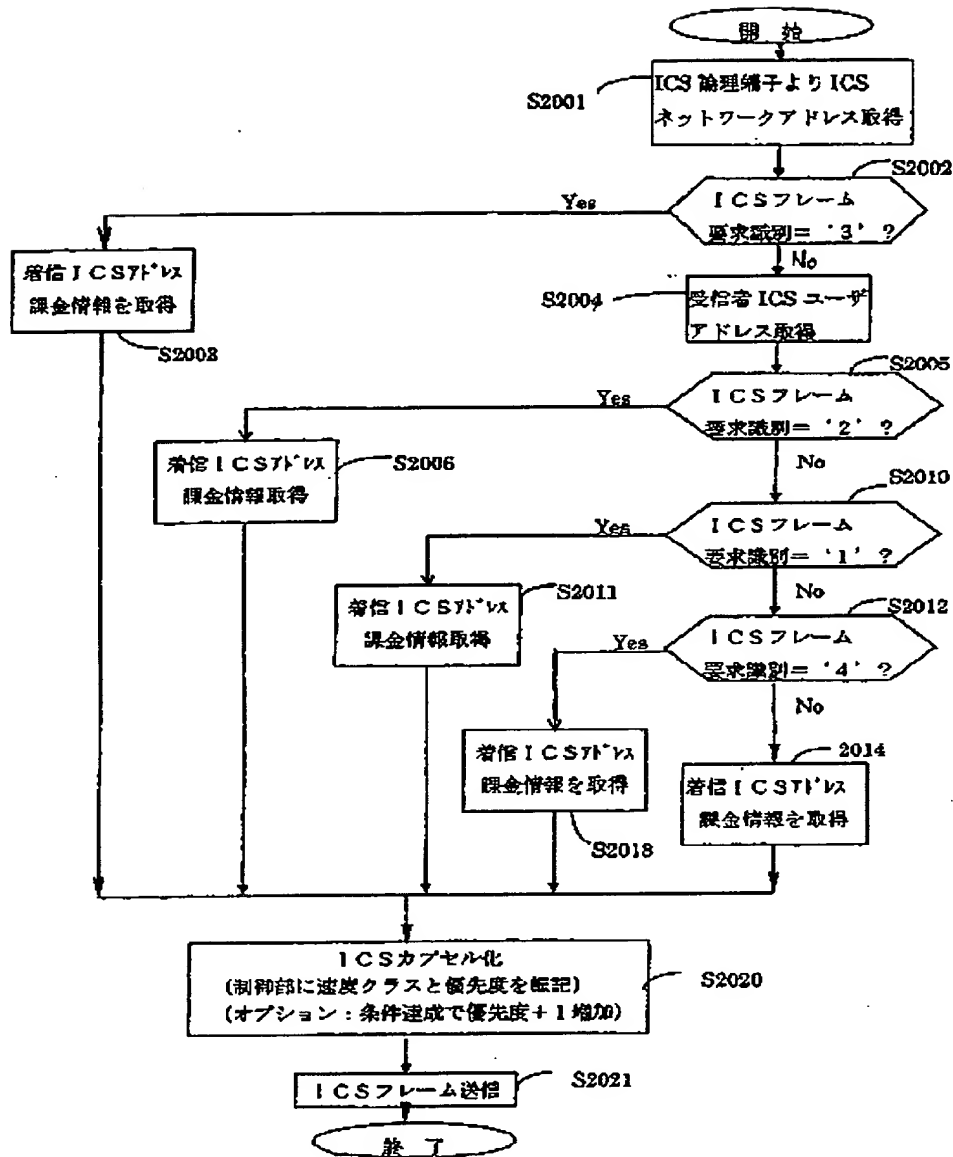 開 始
ICS 論理端子より ICS
ネットワークアドレス取得
S2001
S2002
ICSフレーム
要求識別= '3' ?
Yes
No
着信ICSアドレス
課金情報を取得
S2003
S2004
受信者 ICS ユーザ
アドレス取得
S2005
ICSフレーム
要求識別= '2' ?
Yes
No
着信ICSアドレス
課金情報取得
S2006
S2010
ICSフレーム
要求識別= '1' ?
Yes
No
着信ICSアドレス
課金情報取得
S2011
S2012
ICSフレーム
要求識別= '4' ?
Yes
No
着信ICSアドレス
課金情報を取得
S2013
2014
着信ICSアドレス
課金情報を取得
ICSカプセル化
(制御部に速度クラスと優先度を転記)
(オプション:条件達成で優先度+1増加)
S2020
ICSフレーム送信
S2021
終 了